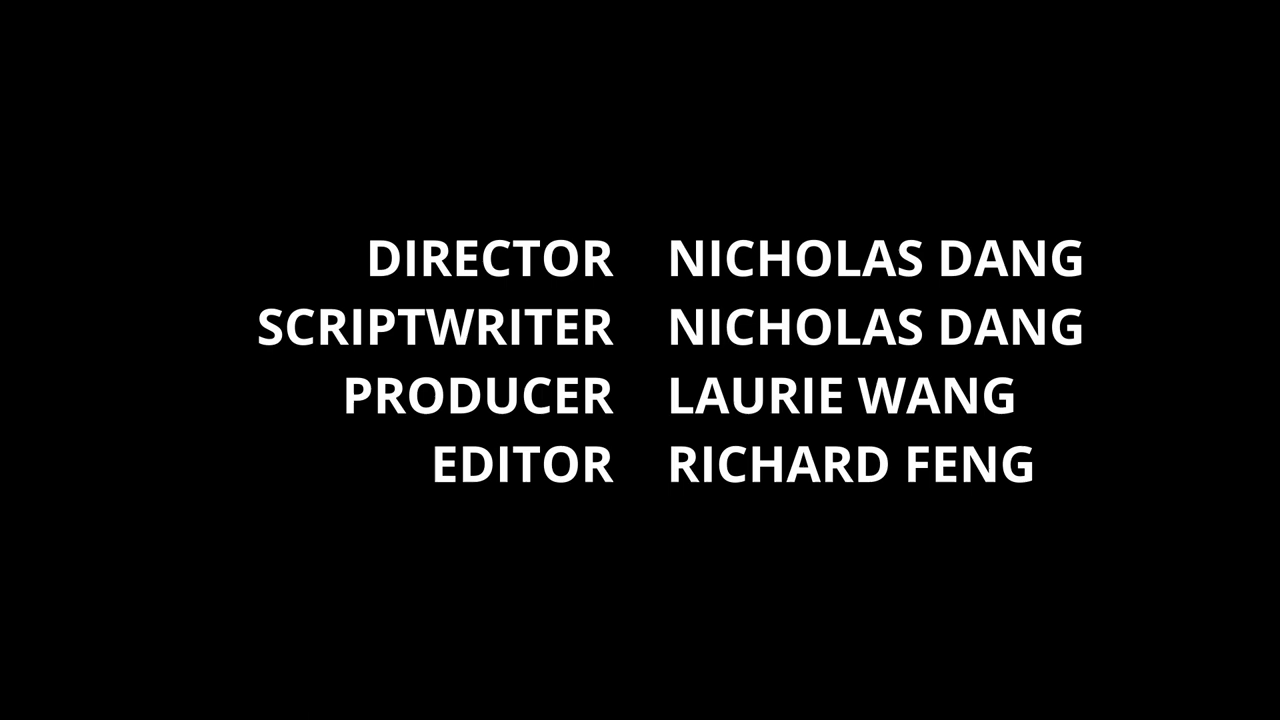 DIRECTOR NICHOLAS DANG
SCRIPTWRITER NICHOLAS DANG
PRODUCER LAURIE WANG
EDITOR RICHARD FENG